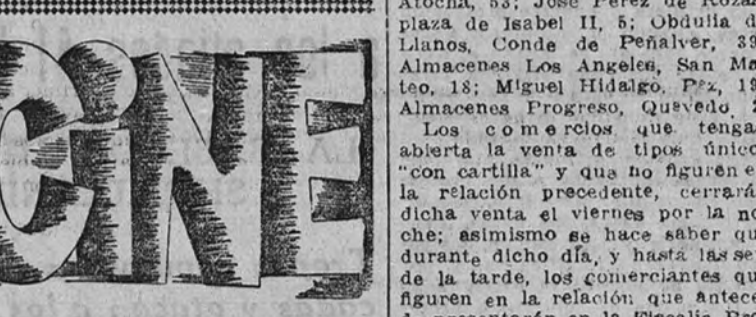 CiNE
Atocha, 53; José Pérez de Roza
plaza de Isabel II, 5; Obdulia d
Llanos, Conde de Peñalver, 39
Almacenes Los Angeles, San Ma
teo, 18; Miguel Hidalgo, Pez, 19
Almacenes Progreso, Quevedo,
Los comercios que tenga
abierta la venta de tipos único
"con cartilla" y que no figuren e
la relación precedente, cerrará
dicha venta el viernes por la n
che; asimismo se hace saber qu
durante dicho día, y hasta las se
de la tarde, los comerciantes qu
figuren en la relación que antece